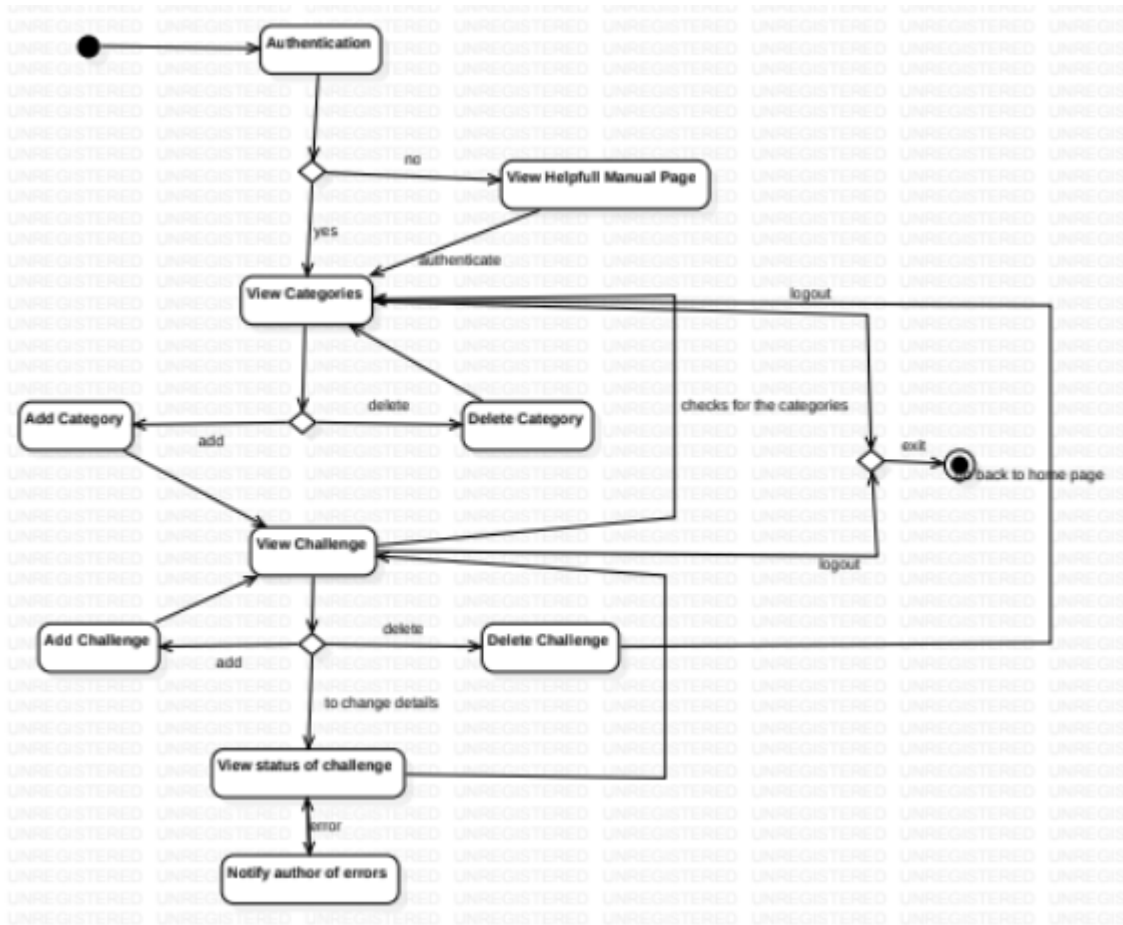 Authentication
no
View Helpfull Manual Page
yes
authenticate
View Categories
logout
delete
checks for the categories
Add Category
Delete Category
add
exit
back to home page
View Challenge
logout
delete
Add Challenge
Delete Challenge
add
to change details
View status of challenge
error
Notify author of errors
UNREGISTERED